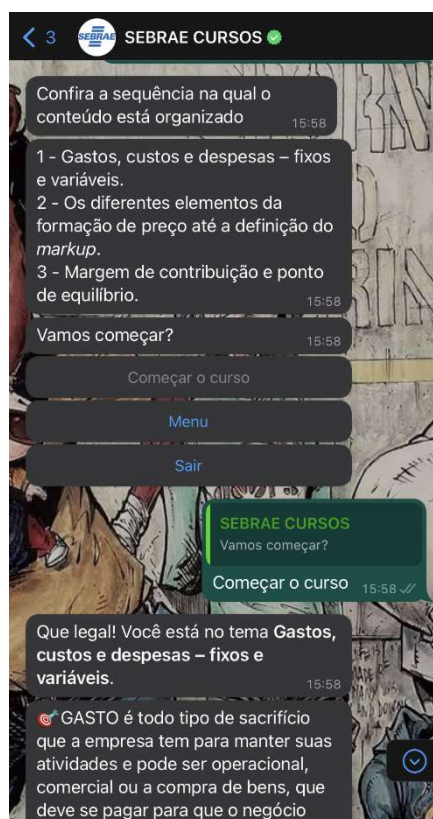 3 SEBRAE SEBRAE CURSOS
Confira a sequência na qual o
conteúdo está organizado 15:58
1 - Gastos, custos e despesas – fixos
e variáveis.
2 - Os diferentes elementos da
formação de preço até a definição do
markup.
3 - Margem de contribuição e ponto
de equilíbrio. 15:58
Vamos começar? 15:58
Começar o curso
Menu
Sair
SEBRAE CURSOS
Vamos começar?
Começar o curso 15:58
Que legal! Você está no tema Gastos,
custos e despesas – fixos e
variáveis. 15:58
🎯 GASTO é todo tipo de sacrifício
que a empresa tem para manter suas
atividades e pode ser operacional,
comercial ou a compra de bens, que
deve se pagar para que o negócio